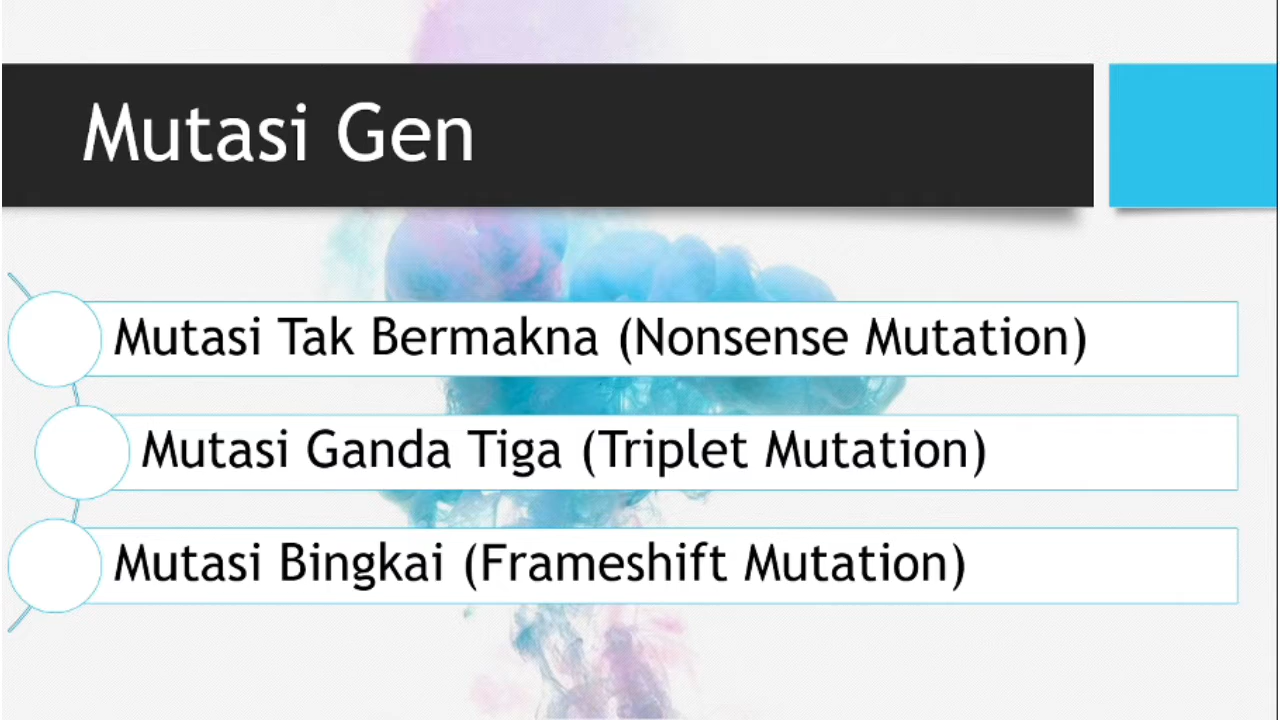 Mutasi Gen
Mutasi Tak Bermakna (Nonsense Mutation)
Mutasi Ganda Tiga (Triplet Mutation)
Mutasi Bingkai (Frameshift Mutation)